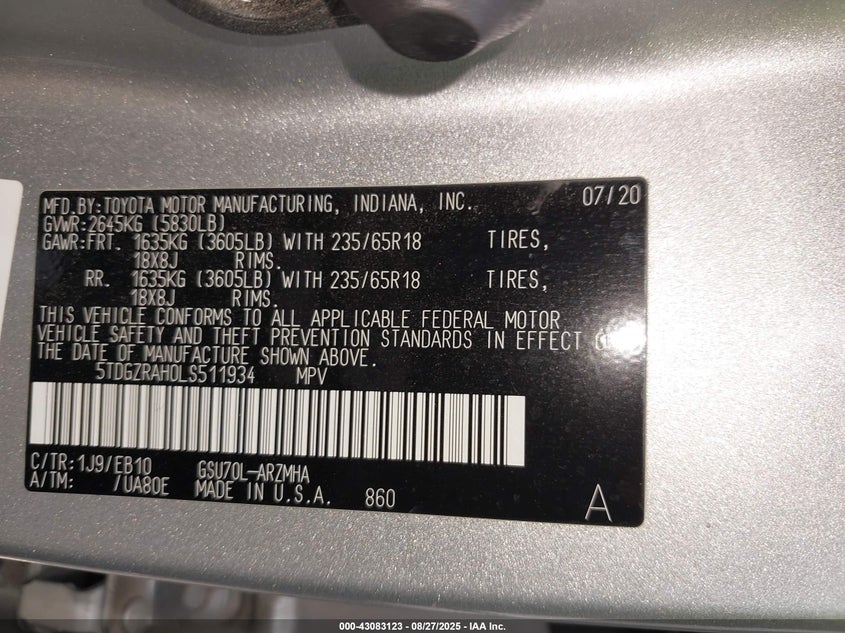 MFD.BY:TOYOTA MOTOR MANUFACTURING, INDIANA, INC. 07/20
GVWR:2645KG (5830LB)
GAWR:FRT. 1635KG (3605LB) WITH 235/65R18 TIRES,
18X8J RIMS.
RR. 1635KG (3605LB) WITH 235/65R18 TIRES,
18X8J RIMS.
THIS VEHICLE CONFORMS TO ALL APPLICABLE FEDERAL MOTOR
VEHICLE SAFETY AND THEFT PREVENTION STANDARDS IN EFFECT
THE DATE OF MANUFACTURE SHOWN ABOVE.
5TDGZRAH0LS511934 MPV
C/TR:1J9/EB10 GSU70L-ARZMHA
A/TM: /UA80E MADE IN U.S.A. 860
A
000-43083123 - 08/27/2025 - IAA Inc.